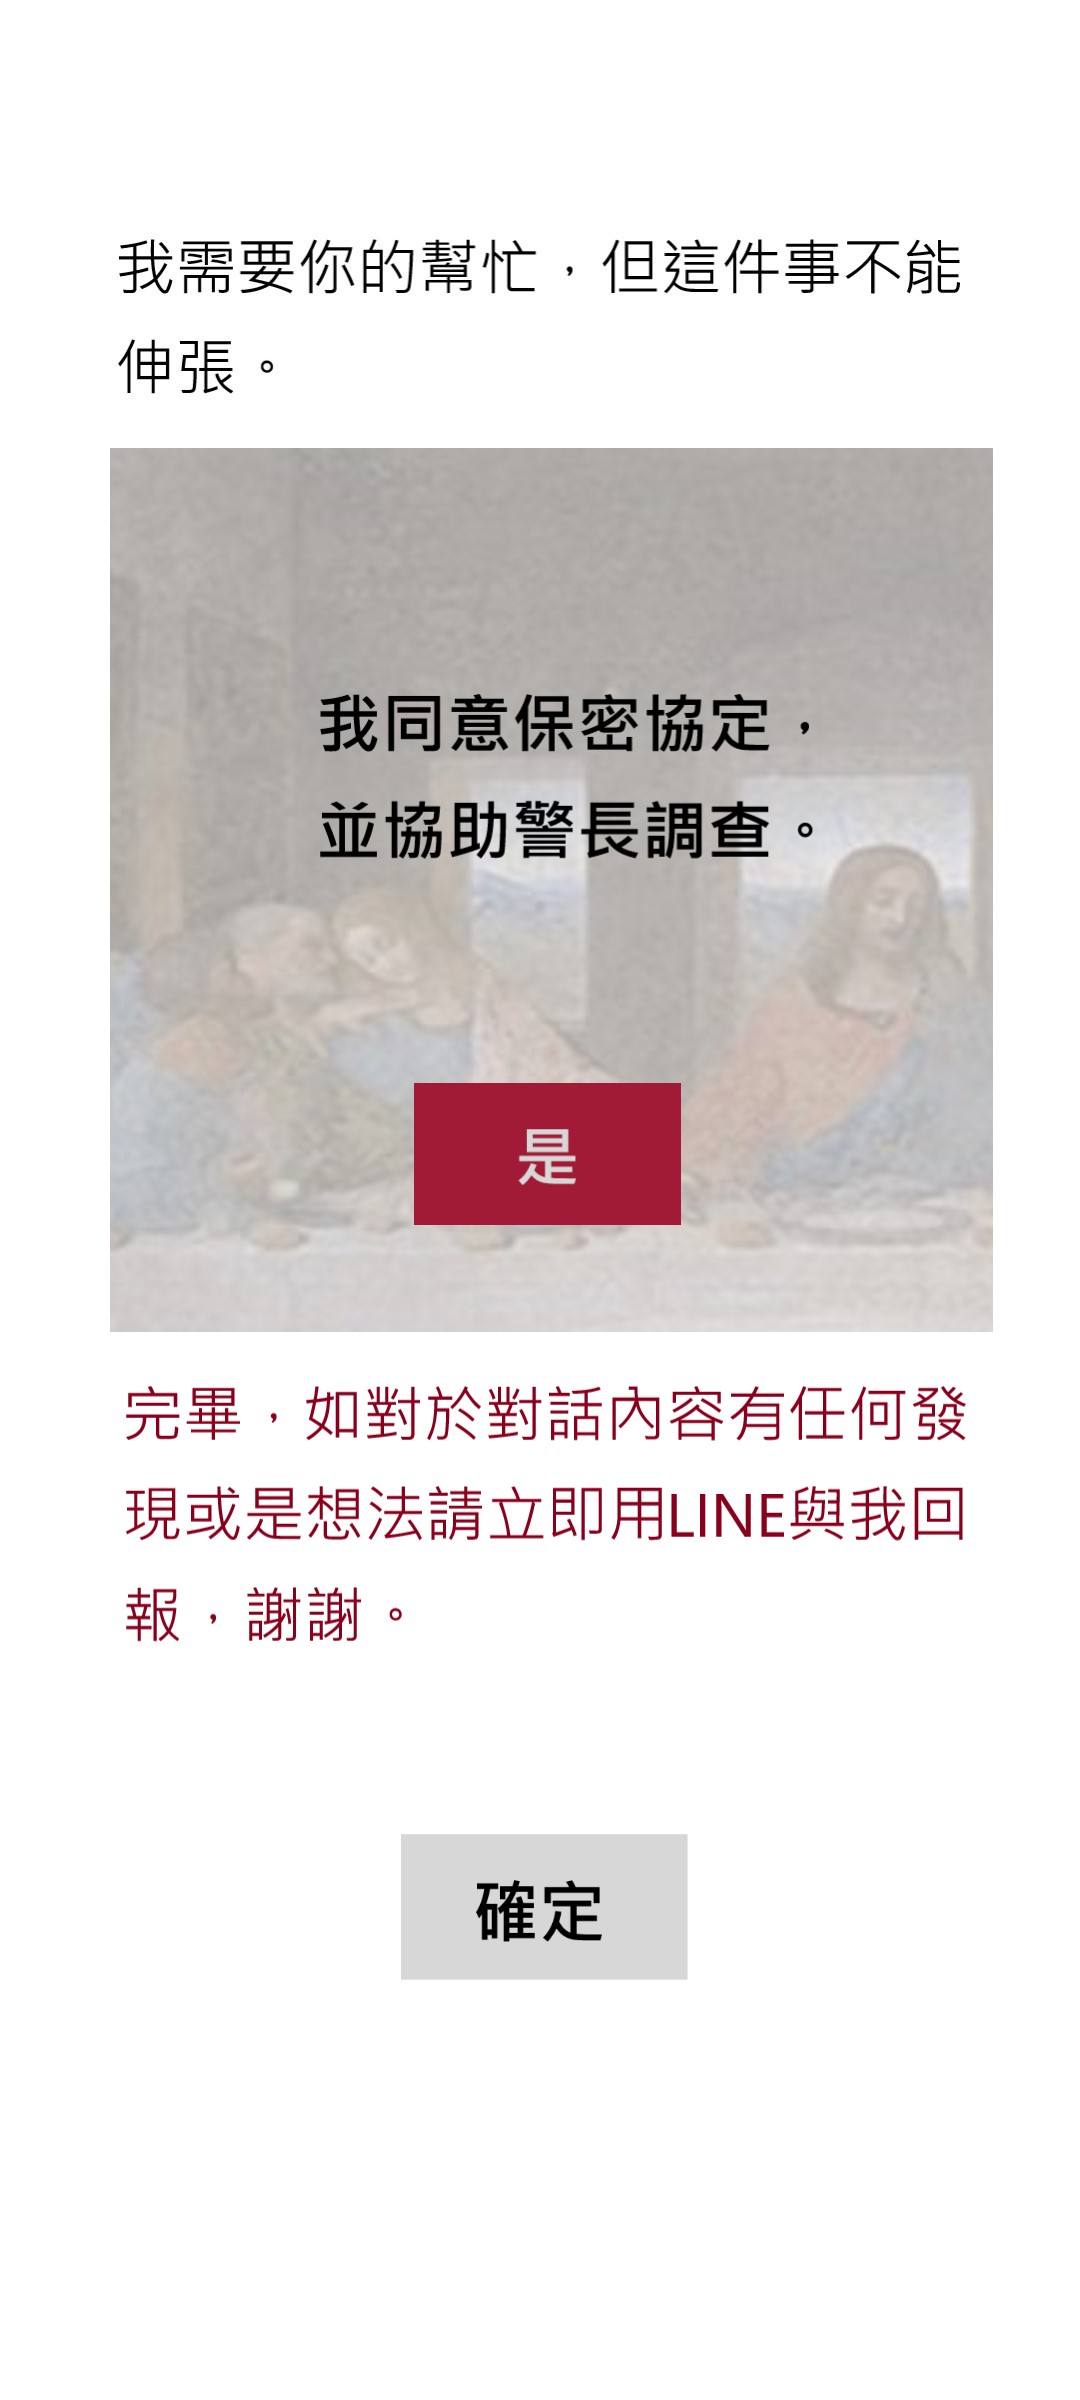 我需要你的幫忙，但這件事不能
伸張。
我同意保密協定，
並協助警長調查。
是
完畢，如對於對話內容有任何發
現或是想法請立即用LINE與我回
報，謝謝。
確定